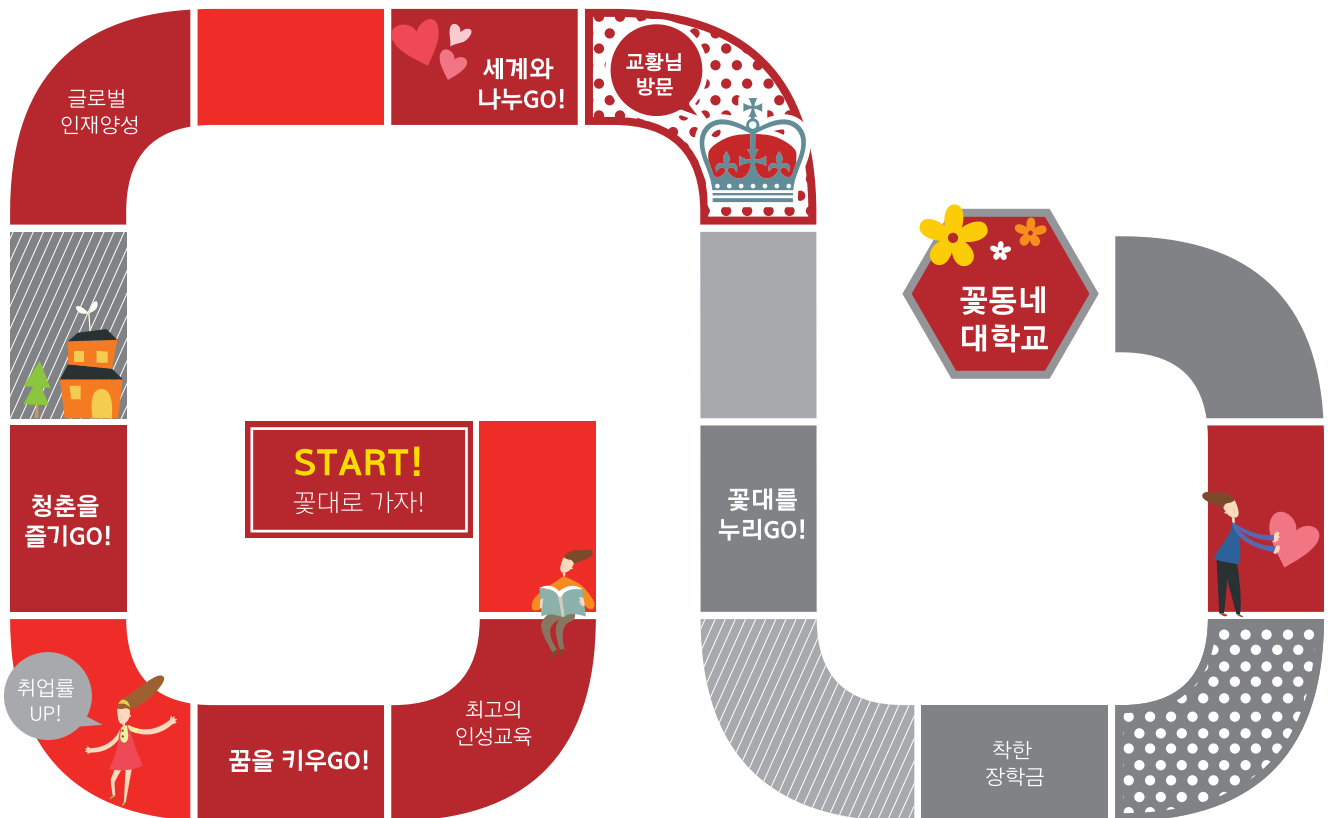 START!
꽃대로 가자!
최고의
인성교육
꿈을 키우GO!
취업률
UP!
청춘을
즐기GO!
글로벌
인재양성
세계와
나누GO!
교황님
방문
꽃대를
누리GO!
착한
장학금
꽃동네
대학교